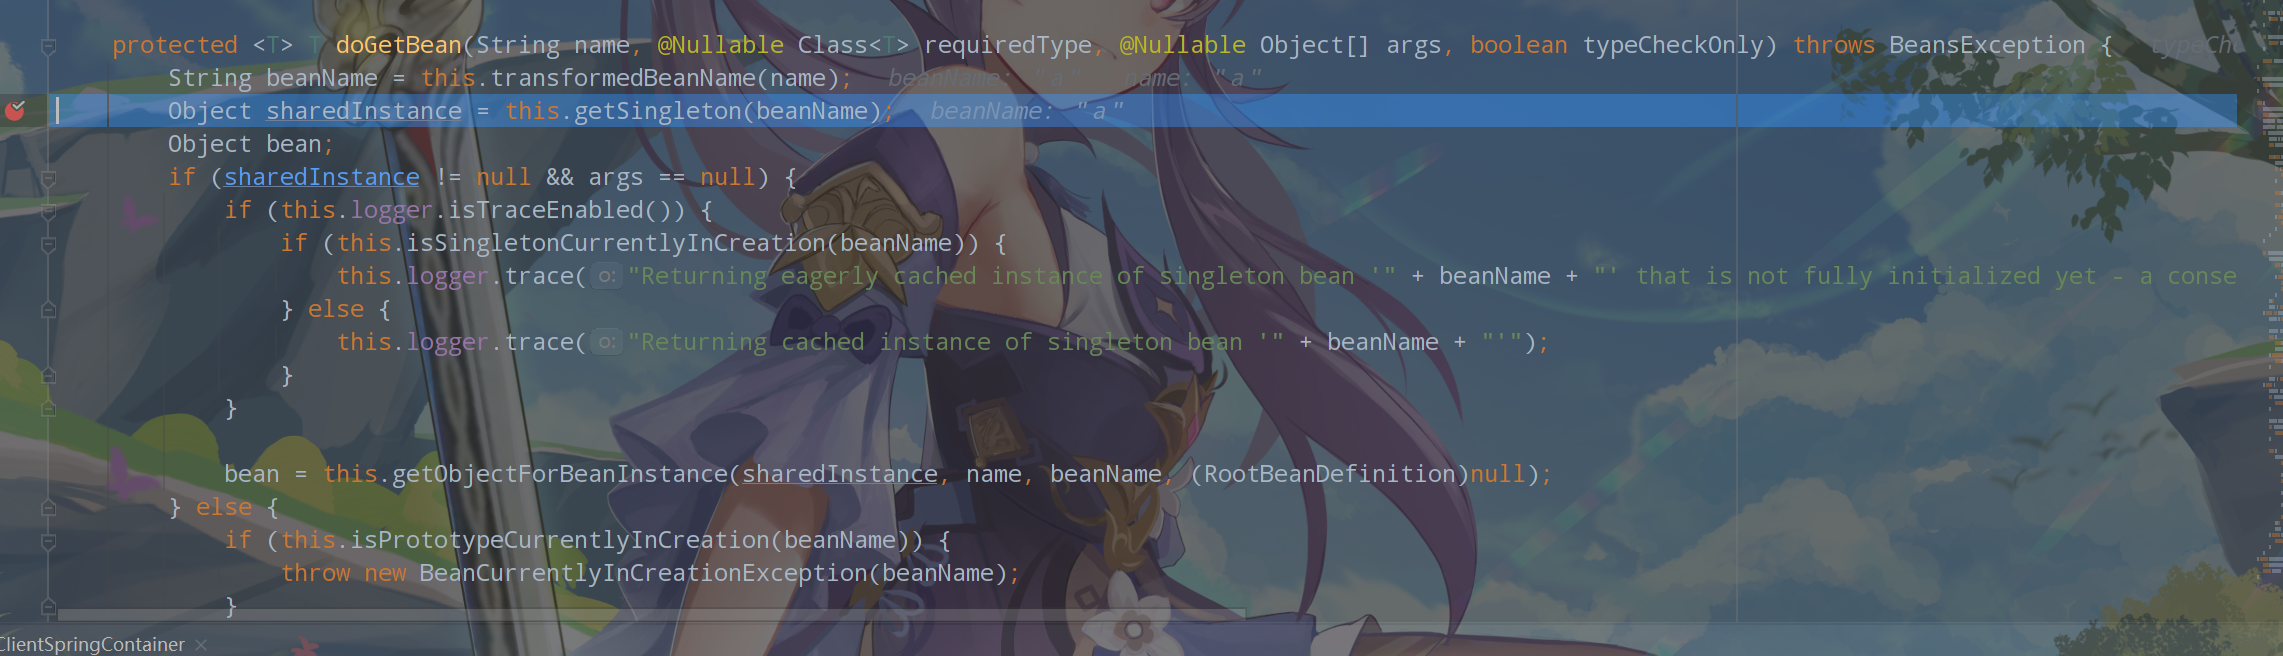 protected <T> T doGetBean(String name, @Nullable Class<T> requiredType, @Nullable Object[] args, boolean typeCheckOnly) throws BeansException {   typeChe
String beanName = this.transformedBeanName(name);   beanName: "a"   name: "a"
Object sharedInstance = this.getSingleton(beanName);   beanName: "a"
Object bean;
if (sharedInstance != null && args == null) {
if (this.logger.isTraceEnabled()) {
if (this.isSingletonCurrentlyInCreation(beanName)) {
this.logger.trace( o: "Returning eagerly cached instance of singleton bean '" + beanName + "' that is not fully initialized yet - a conse
} else {
this.logger.trace( o: "Returning cached instance of singleton bean '" + beanName + "'");
}
}
bean = this.getObjectForBeanInstance(sharedInstance, name, beanName, (RootBeanDefinition)null);
} else {
if (this.isPrototypeCurrentlyInCreation(beanName)) {
throw new BeanCurrentlyInCreationException(beanName);
}
ClientSpringContainer ×